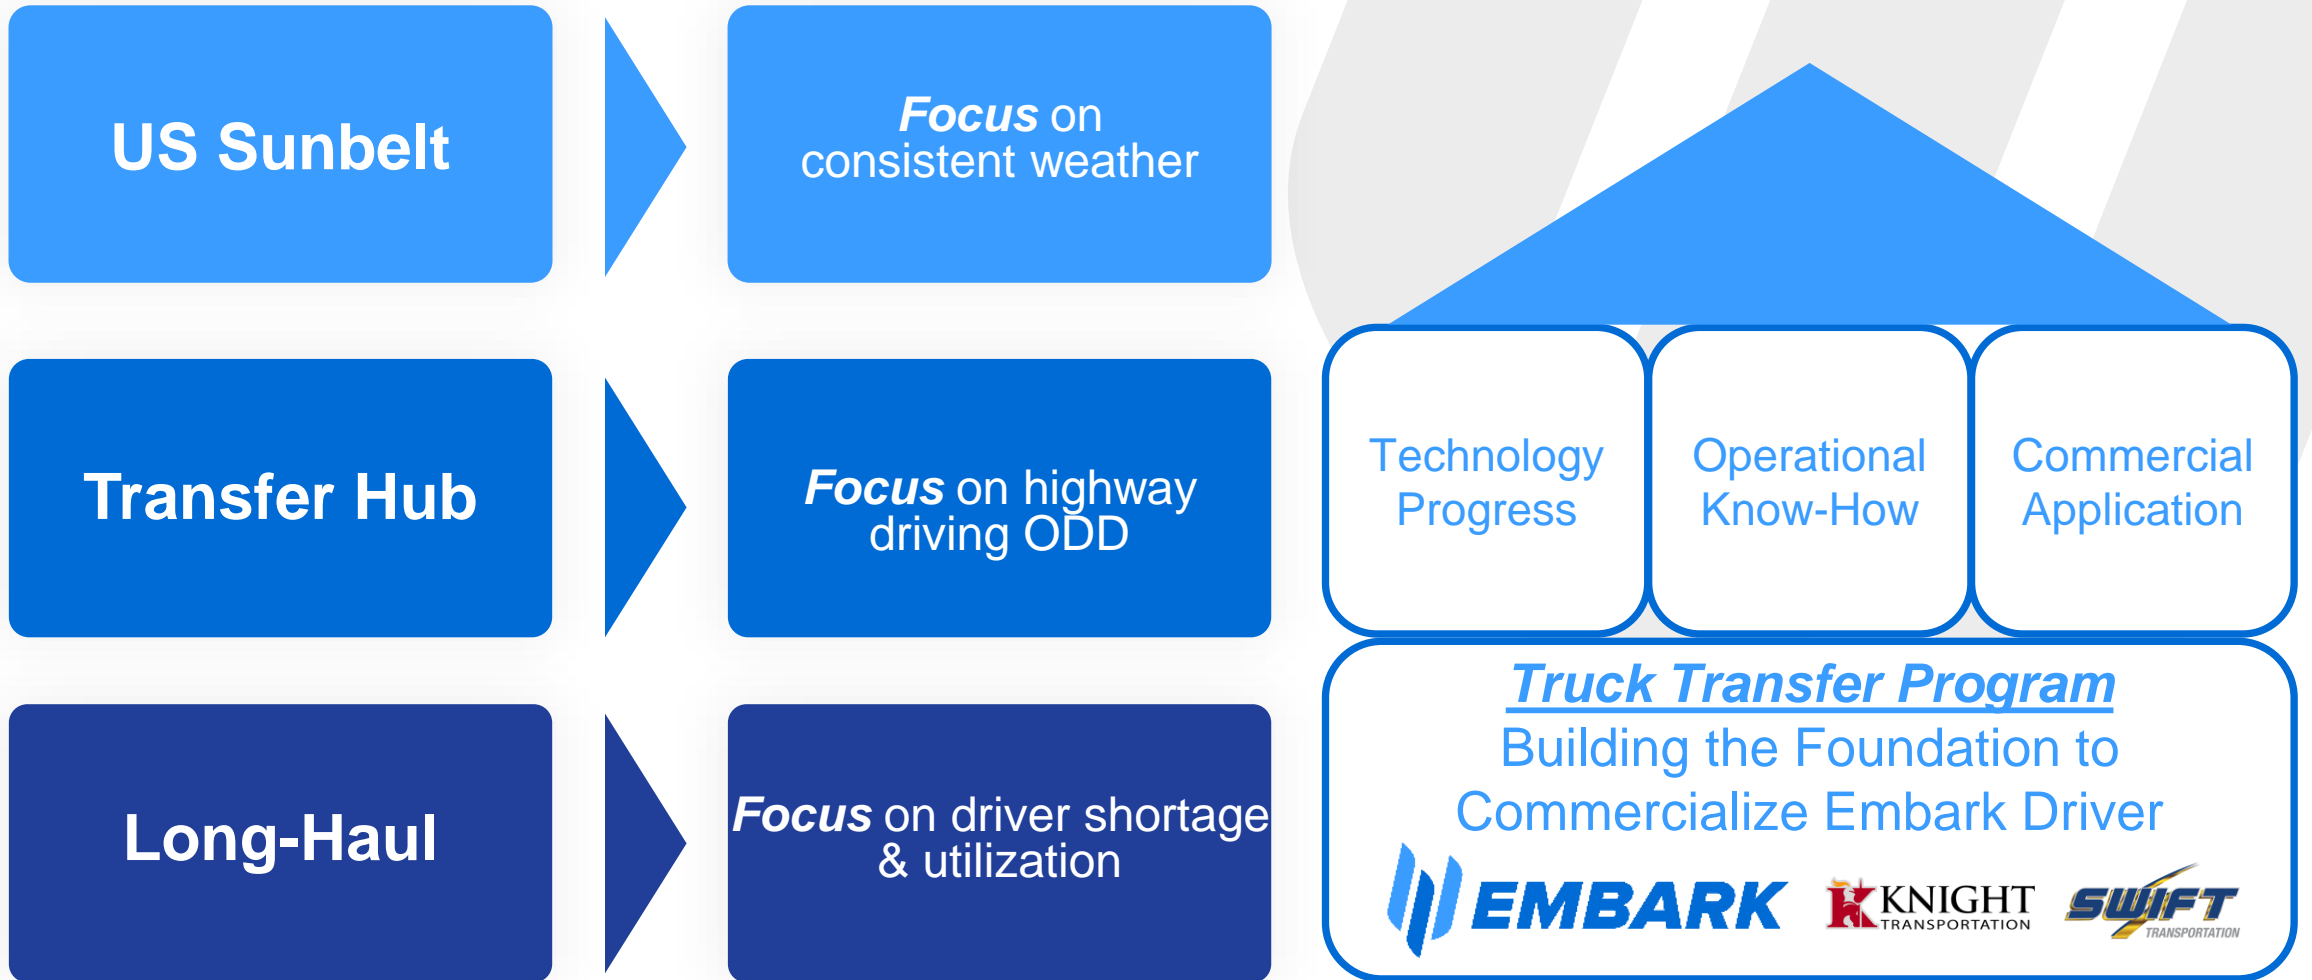 US Sunbelt
Focus on
consistent weather
Transfer Hub
Focus on highway
driving ODD
Long-Haul
Focus on driver shortage
& utilization
Technology
Progress
Operational
Know-How
Commercial
Application
Truck Transfer Program
Building the Foundation to
Commercialize Embark Driver
EMBARK
KNIGHT
TRANSPORTATION
SWIFT
TRANSPORTATION